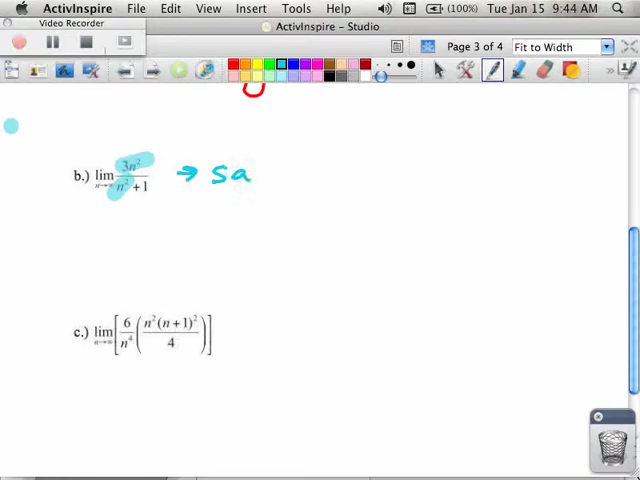 ActivInspire File Edit View Insert Tools Help (100%) Tue Jan 15 9:44 AM
Video Recorder
ActivInspire - Studio
Page 3 of 4 Fit to Width
b.) lim n→∞ 3n²/(n² + 1) → sa
c.) lim n→∞ [6/n⁴ (n²(n+1)²/4)]